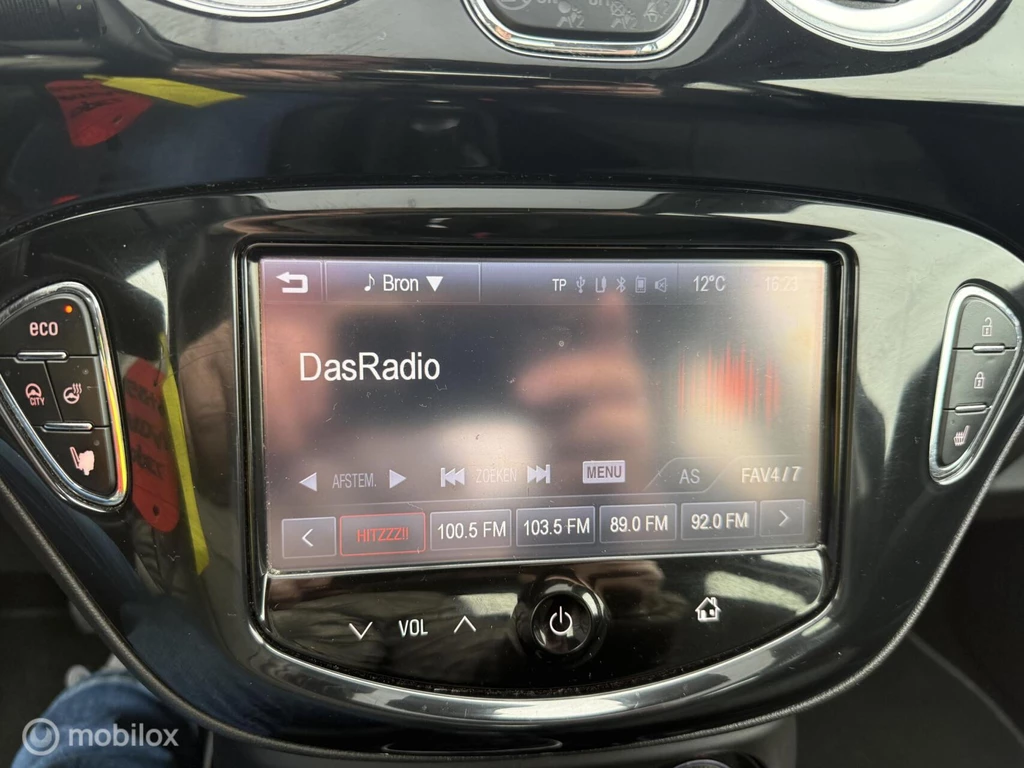 Bron TP 12°C 16:23
eco
DasRadio
CITY
AFSTEM. ZOEKEN MENU AS FAV4/7
HITZZZ!! 100.5 FM 103.5 FM 89.0 FM 92.0 FM
VOL
mobilox